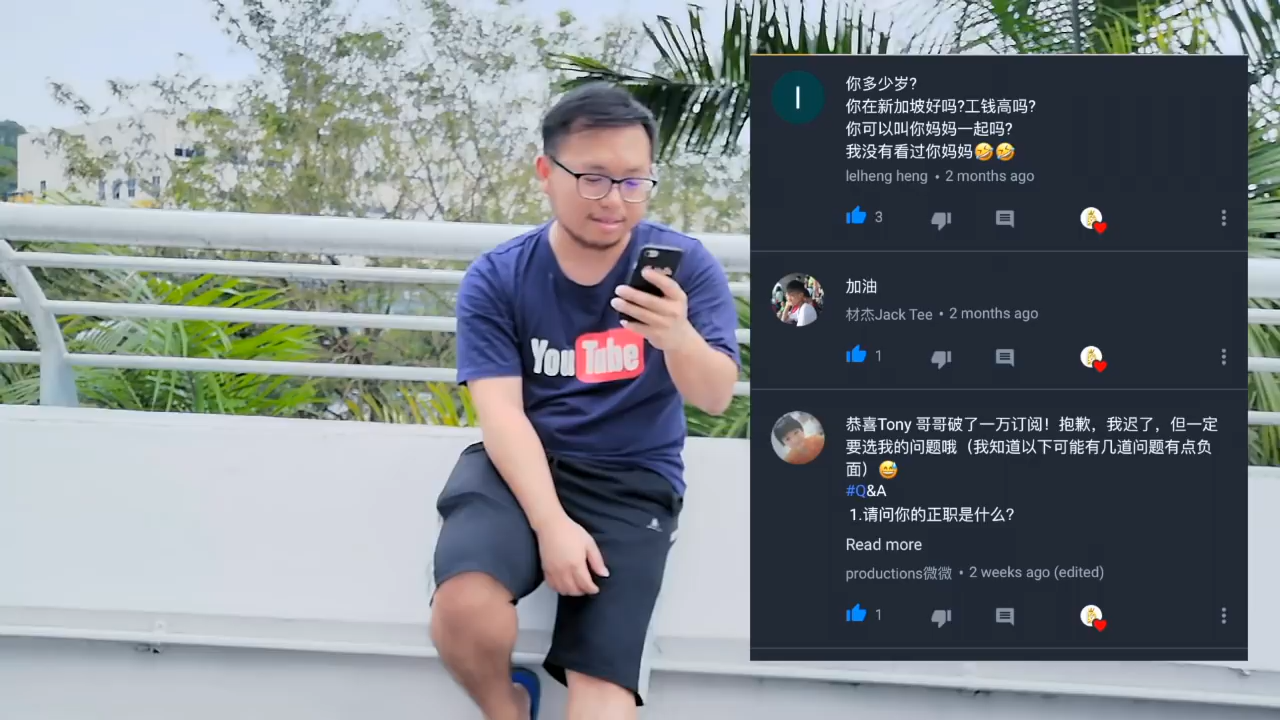 You Tube
I
你多少岁?
你在新加坡好吗?工钱高吗?
你可以叫你妈妈一起吗?
我没有看过你妈妈🤣🤣
lelheng heng • 2 months ago
3
加油
材杰Jack Tee • 2 months ago
1
恭喜Tony 哥哥破了一万订阅！抱歉，我迟了，但一定
要选我的问题哦（我知道以下可能有几道问题有点负
面）😅
#Q&A
1.请问你的正职是什么?
Read more
productions微微 • 2 weeks ago (edited)
1